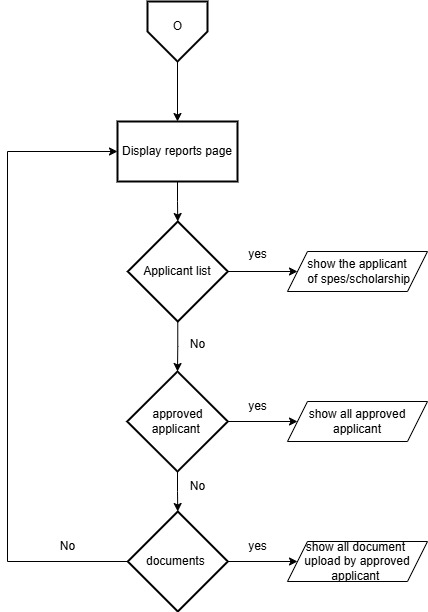 O
Display reports page
Applicant list
yes
show the applicant
of spes/scholarship
No
approved
applicant
yes
show all approved
applicant
No
documents
yes
show all document
upload by approved
applicant
No